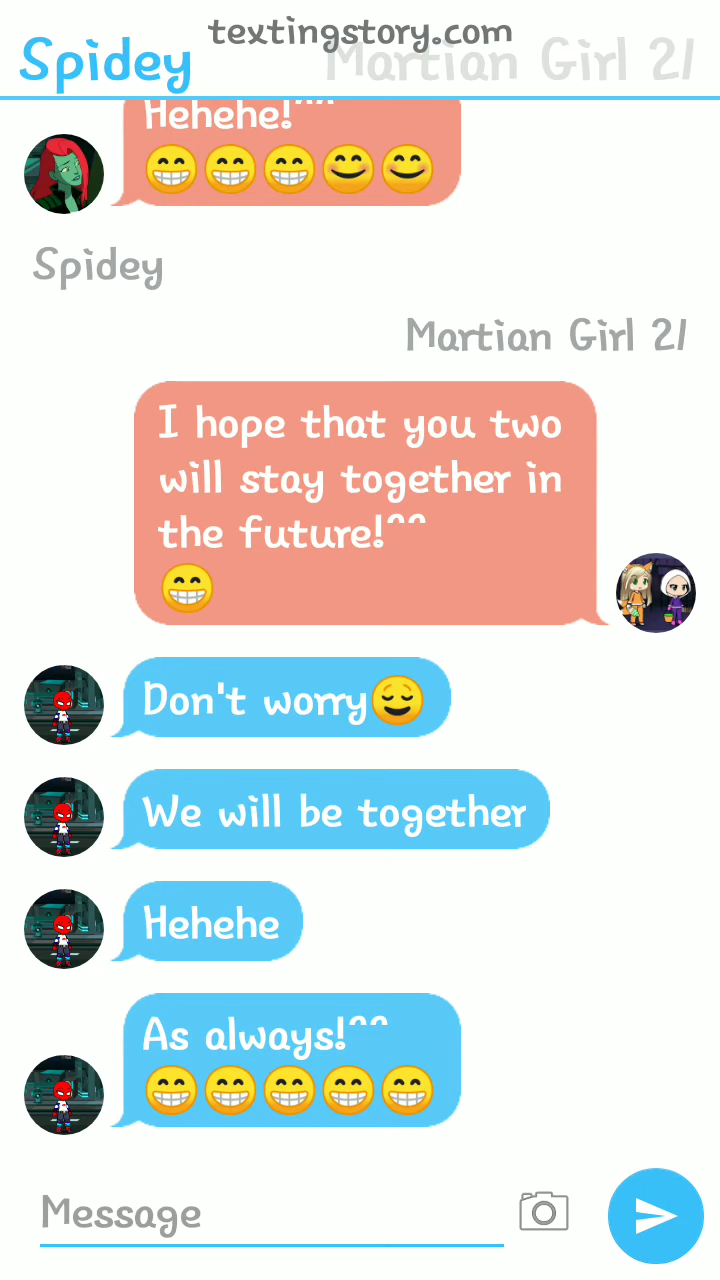 textingstory.com
Spidey
Martian Girl 21
Hehehe!^^
😁😁😁😊😊
Spidey
Martian Girl 21
I hope that you two
will stay together in
the future!^^
😁
Don't worry😌
We will be together
Hehehe
As always!^^
😁😁😁😁😁
Message